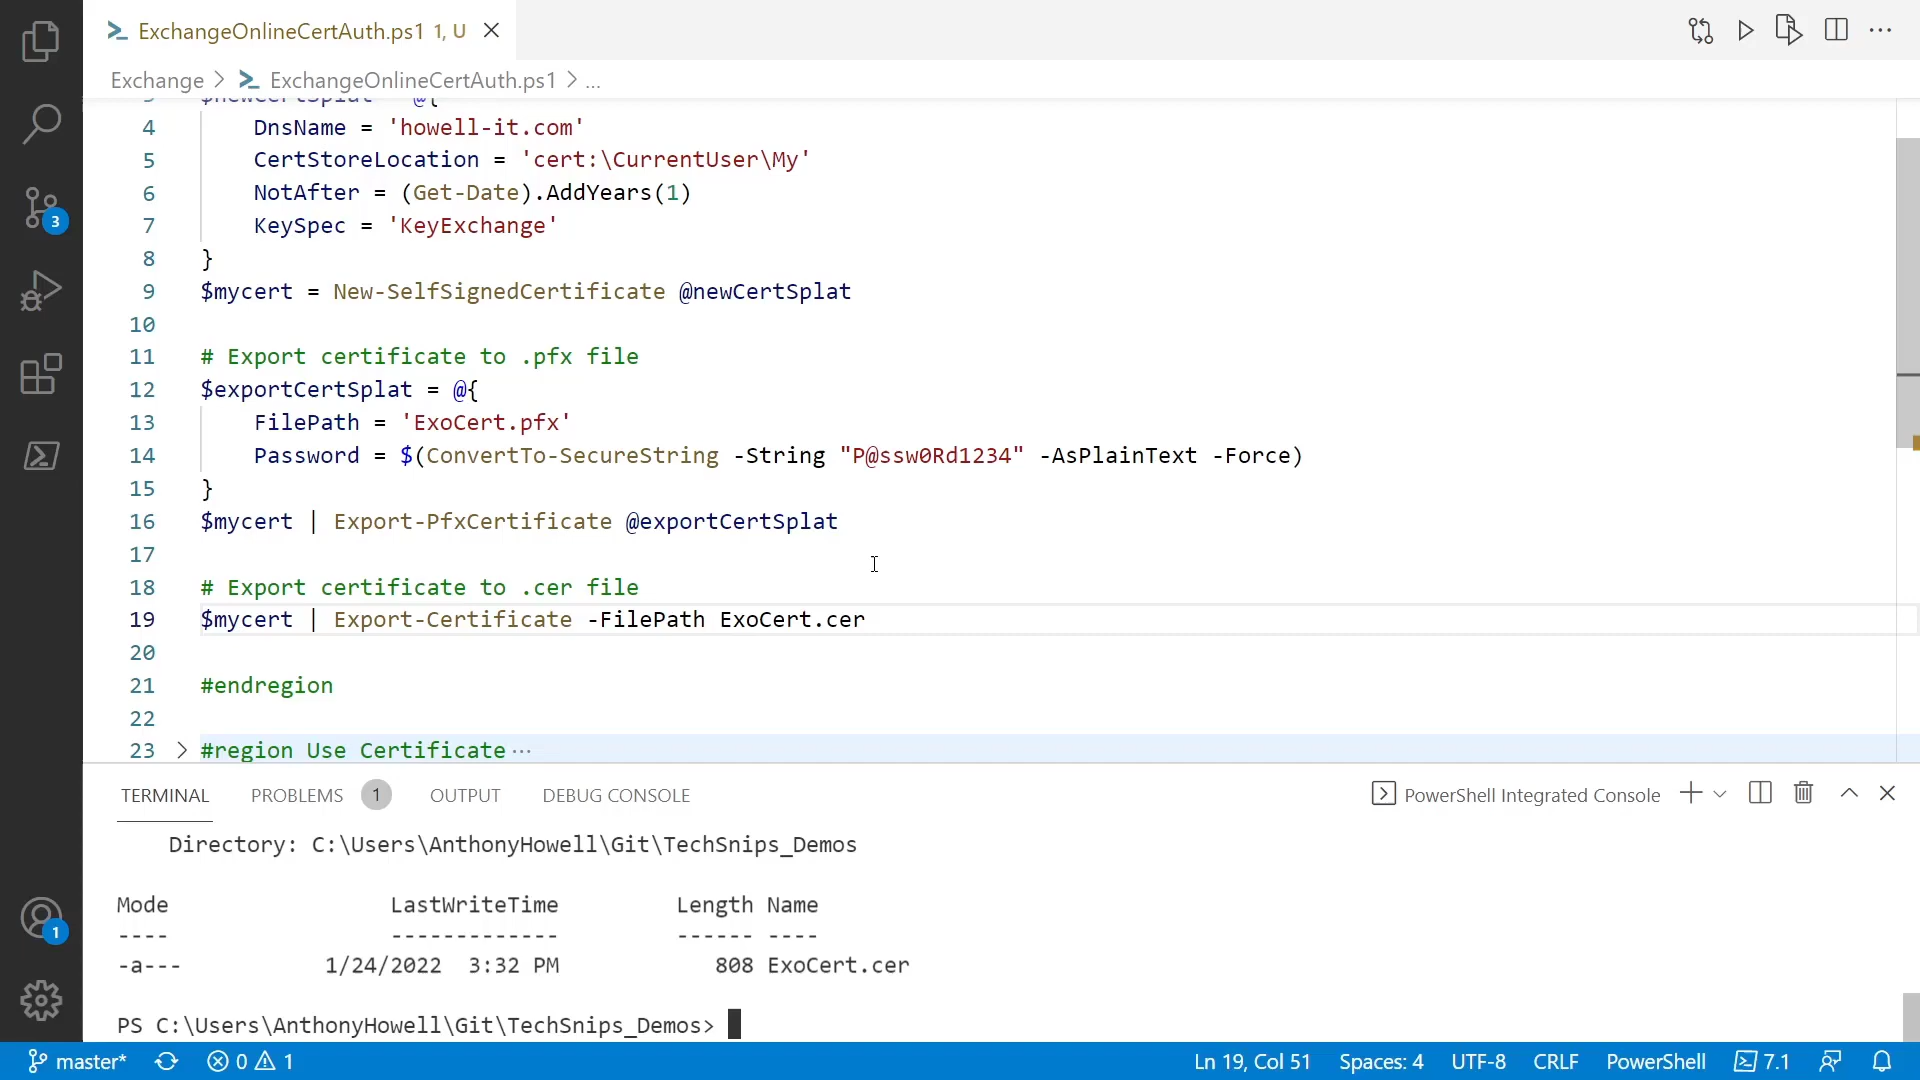 ExchangeOnlineCertAuth.ps1 1, U
Exchange > ExchangeOnlineCertAuth.ps1 > ...
3 $newCertSplat = @{
4 DnsName = 'howell-it.com'
5 CertStoreLocation = 'cert:\CurrentUser\My'
6 NotAfter = (Get-Date).AddYears(1)
7 KeySpec = 'KeyExchange'
8 }
9 $mycert = New-SelfSignedCertificate @newCertSplat
10
11 # Export certificate to .pfx file
12 $exportCertSplat = @{
13 FilePath = 'ExoCert.pfx'
14 Password = $(ConvertTo-SecureString -String "P@ssw0Rd1234" -AsPlainText -Force)
15 }
16 $mycert | Export-PfxCertificate @exportCertSplat
17
18 # Export certificate to .cer file
19 $mycert | Export-Certificate -FilePath ExoCert.cer
20
21 #endregion
22
23 #region Use Certificate ...
3
1
TERMINAL PROBLEMS 1 OUTPUT DEBUG CONSOLE PowerShell Integrated Console
Directory: C:\Users\AnthonyHowell\Git\TechSnips_Demos
Mode LastWriteTime Length Name
---- ------------- ------ ----
-a--- 1/24/2022 3:32 PM 808 ExoCert.cer
PS C:\Users\AnthonyHowell\Git\TechSnips_Demos>
master* 0 1 Ln 19, Col 51 Spaces: 4 UTF-8 CRLF PowerShell 7.1